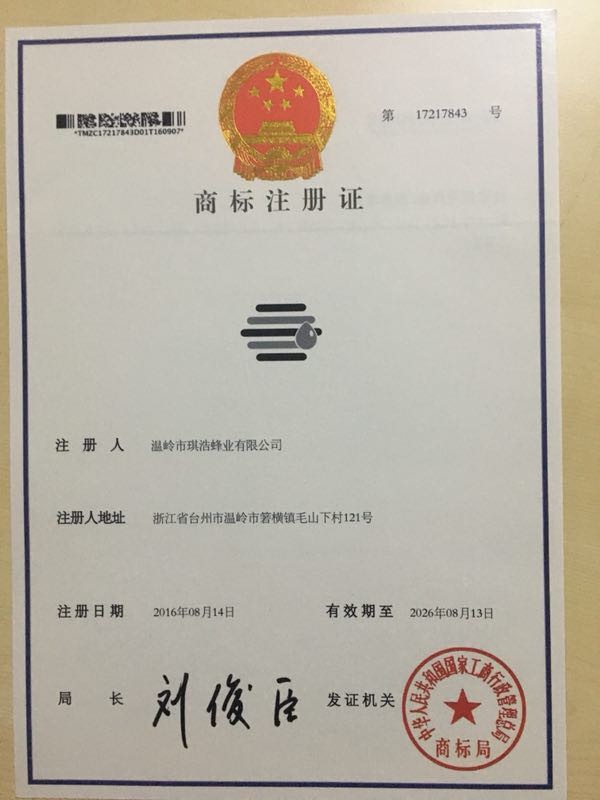 *TMZC17217843D01T160907*
第 17217843 号
商标注册证
注册人 温岭市琪浩蜂业有限公司
注册人地址 浙江省台州市温岭市箬横镇毛山下村121号
注册日期 2016年08月14日 有效期至 2026年08月13日
局长 刘俊臣 发证机关
中华人民共和国国家工商行政管理总局
商标局